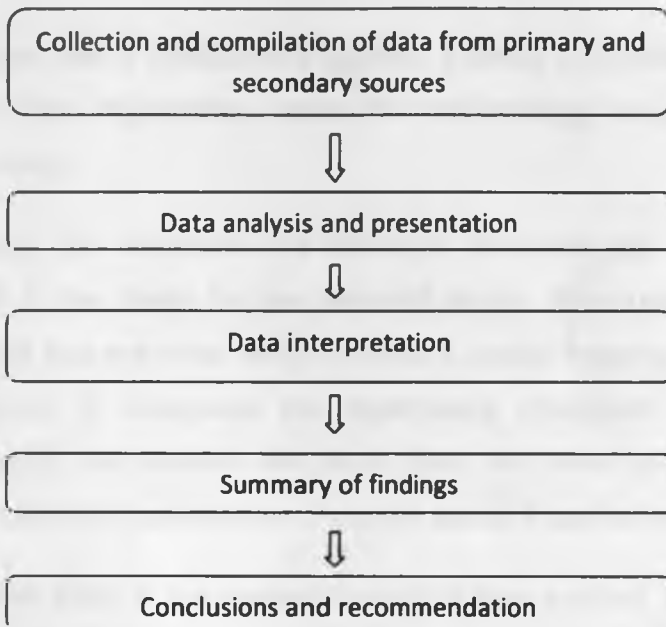 Collection and compilation of data from primary and
secondary sources
Data analysis and presentation
Data interpretation
Summary of findings
Conclusions and recommendation